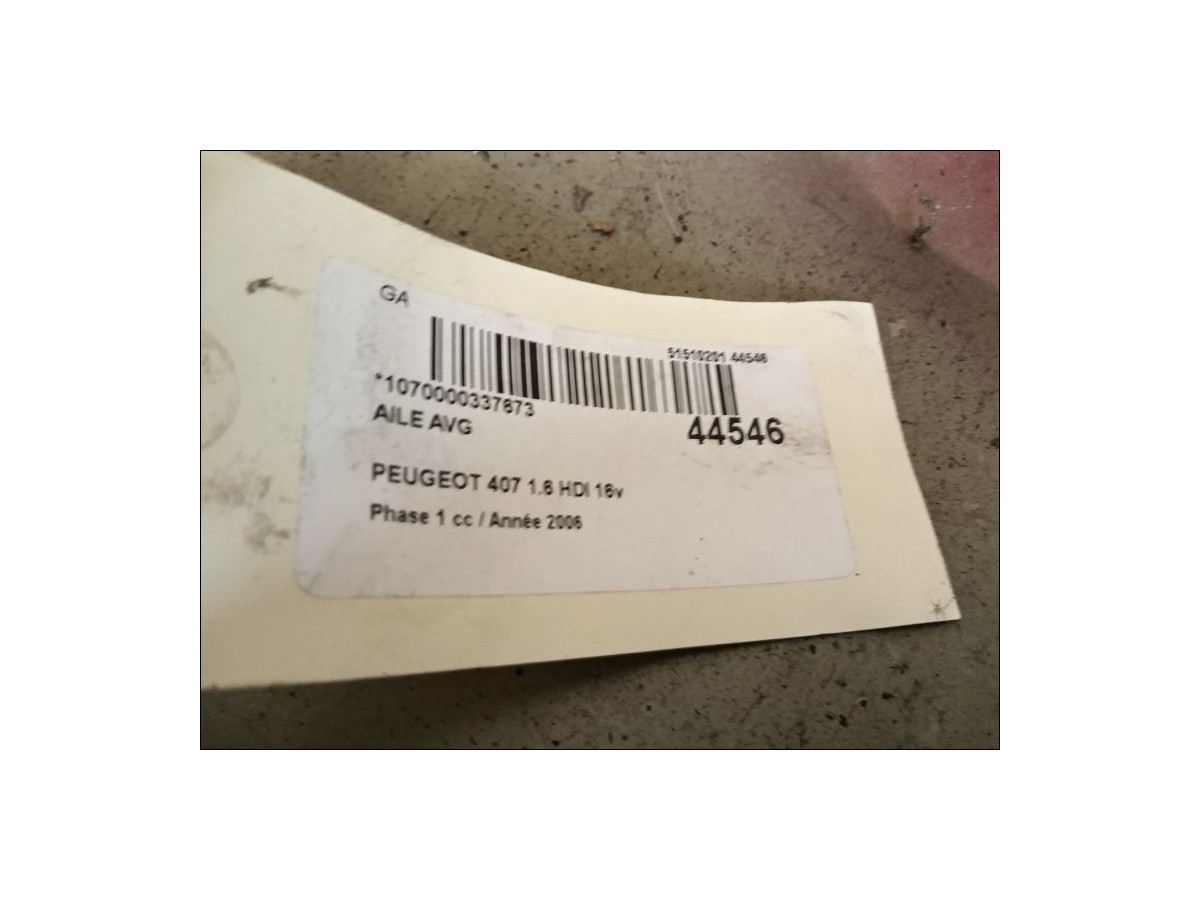 GA
51510201 44546
*1070000337673
44546
AILE AVG
PEUGEOT 407 1.6 HDI 16v
Phase 1 cc / Année 2006